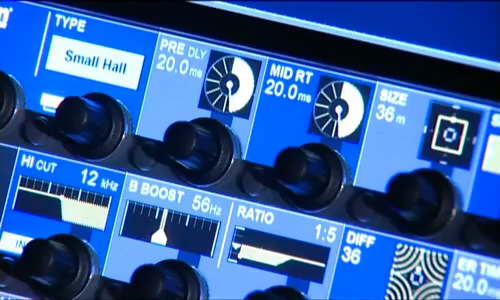 TYPE
Small Hall
PRE DLY
20.0 ms
MID RT
20.0 ms
SIZE
36 m
HI CUT
12 kHz
B BOOST 56Hz
RATIO
1:5
DIFF
36
ER TIM
20.0